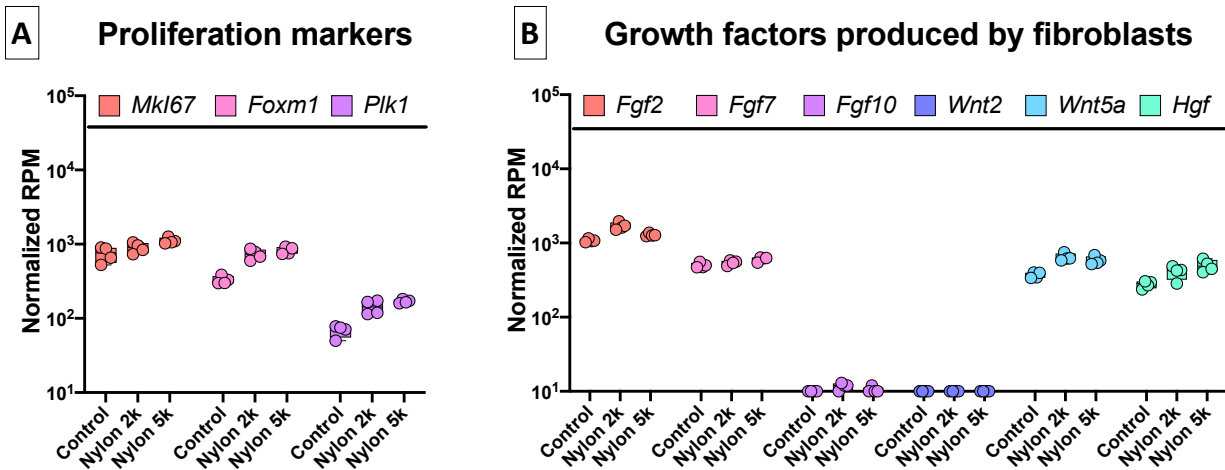 A Proliferation markers
Mkl67 Foxm1 Plk1
Normalized RPM
10^5
10^4
10^3
10^2
10^1
Control Nylon 2k Nylon 5k Control Nylon 2k Nylon 5k Control Nylon 2k Nylon 5k
B Growth factors produced by fibroblasts
Fgf2 Fgf7 Fgf10 Wnt2 Wnt5a Hgf
Normalized RPM
10^5
10^4
10^3
10^2
10^1
Control Nylon 2k Nylon 5k Control Nylon 2k Nylon 5k Control Nylon 2k Nylon 5k Control Nylon 2k Nylon 5k Control Nylon 2k Nylon 5k Control Nylon 2k Nylon 5k